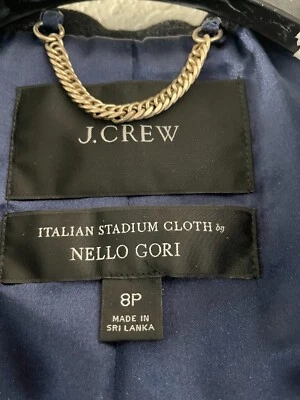 J.CREW
ITALIAN STADIUM CLOTH by
NELLO GORI
8P
MADE IN
SRI LANKA